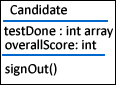 Candidate
testDone : int array
overallScore: int
signOut()